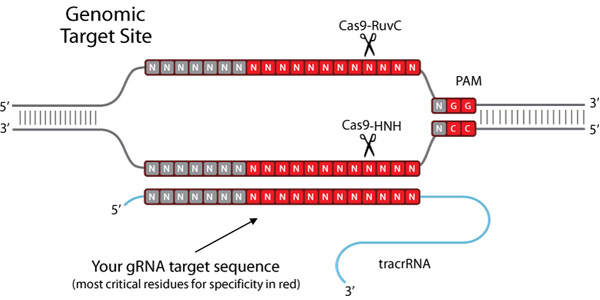 Genomic
Target Site
Cas9-RuvC
N N N N N N N N N N N N N N N N N N N N
PAM
5’
N G G
3’
3’
N C C
5’
Cas9-HNH
N N N N N N N N N N N N N N N N N N N N
N N N N N N N N N N N N N N N N N N N N
5’
Your gRNA target sequence
(most critical residues for specificity in red)
tracrRNA
3’